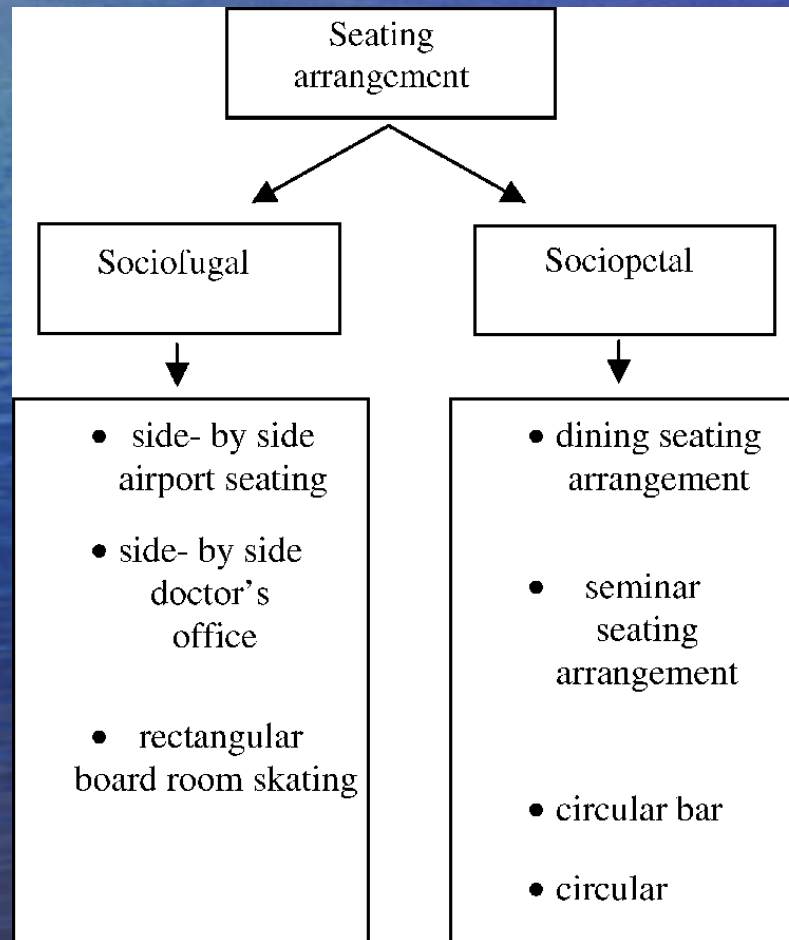 Seating
arrangement
Sociofugal
Sociopetal
• side- by side
airport seating
• side- by side
doctor's
office
• rectangular
board room skating
• dining seating
arrangement
• seminar
seating
arrangement
• circular bar
• circular